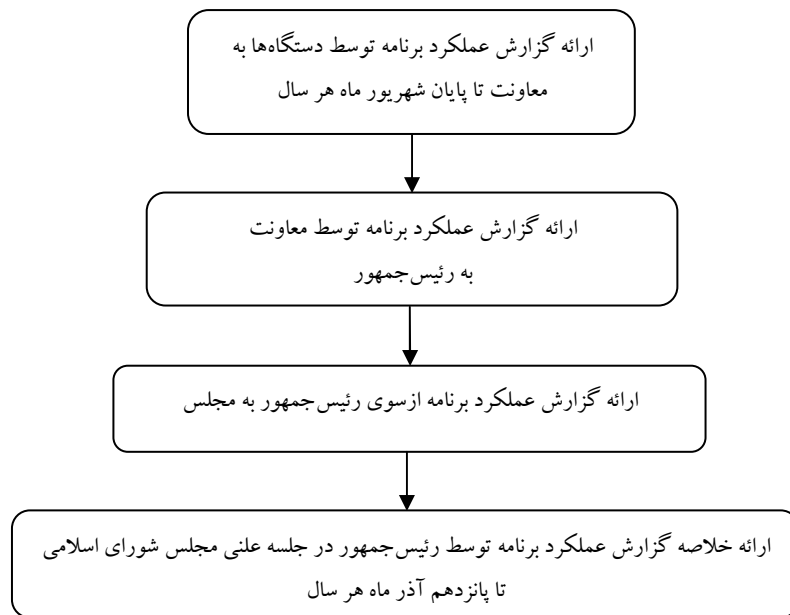 ارائه گزارش عملکرد برنامه توسط دستگاه‌ها به
معاونت تا پایان شهریور ماه هر سال
ارائه گزارش عملکرد برنامه توسط معاونت
به رئیس‌جمهور
ارائه گزارش عملکرد برنامه ازسوی رئیس‌جمهور به مجلس
ارائه خلاصه گزارش عملکرد برنامه توسط رئیس‌جمهور در جلسه علنی مجلس شورای اسلامی
تا پانزدهم آذر ماه هر سال